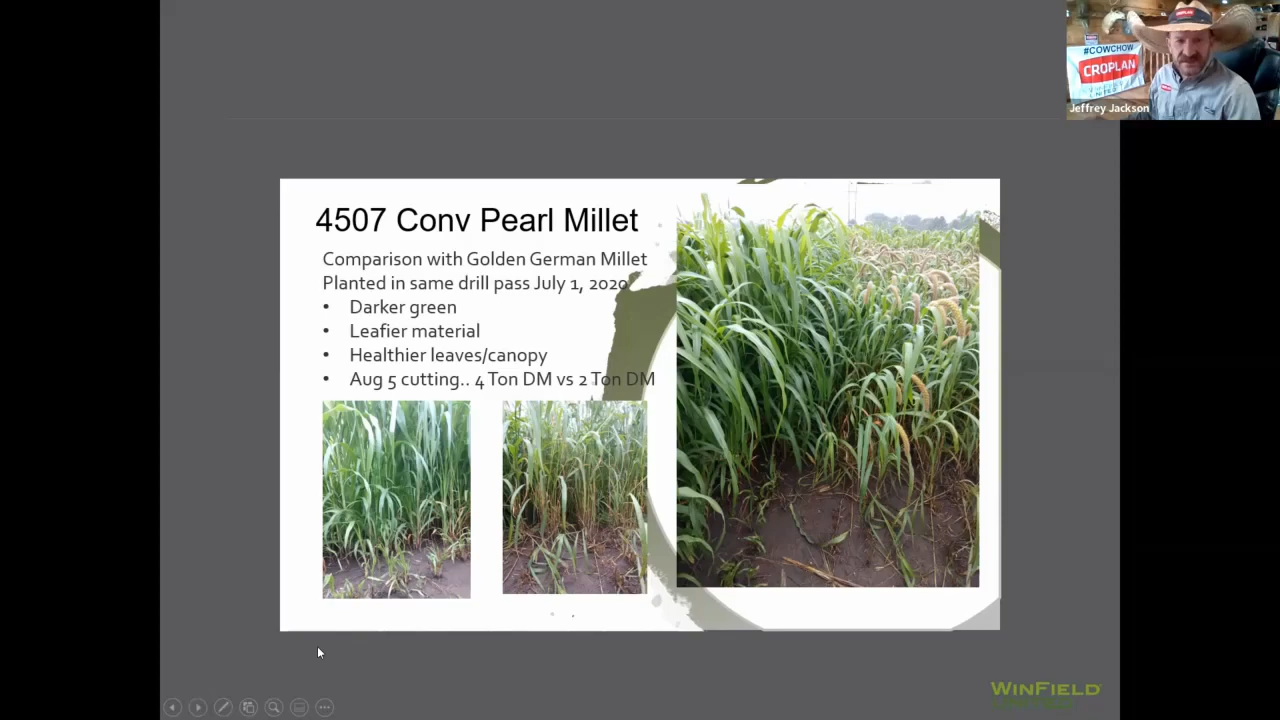 #COWCHOW
CROPLAN
Jeffrey Jackson
4507 Conv Pearl Millet
Comparison with Golden German Millet
Planted in same drill pass July 1, 2020
• Darker green
• Leafier material
• Healthier leaves/canopy
• Aug 5 cutting.. 4 Ton DM vs 2 Ton DM
WINFIELD
UNITED